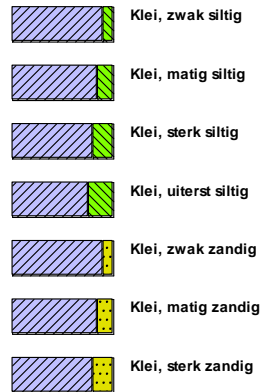 Klei, zwak siltig
Klei, matig siltig
Klei, sterk siltig
Klei, uiterst siltig
Klei, zwak zandig
Klei, matig zandig
Klei, sterk zandig